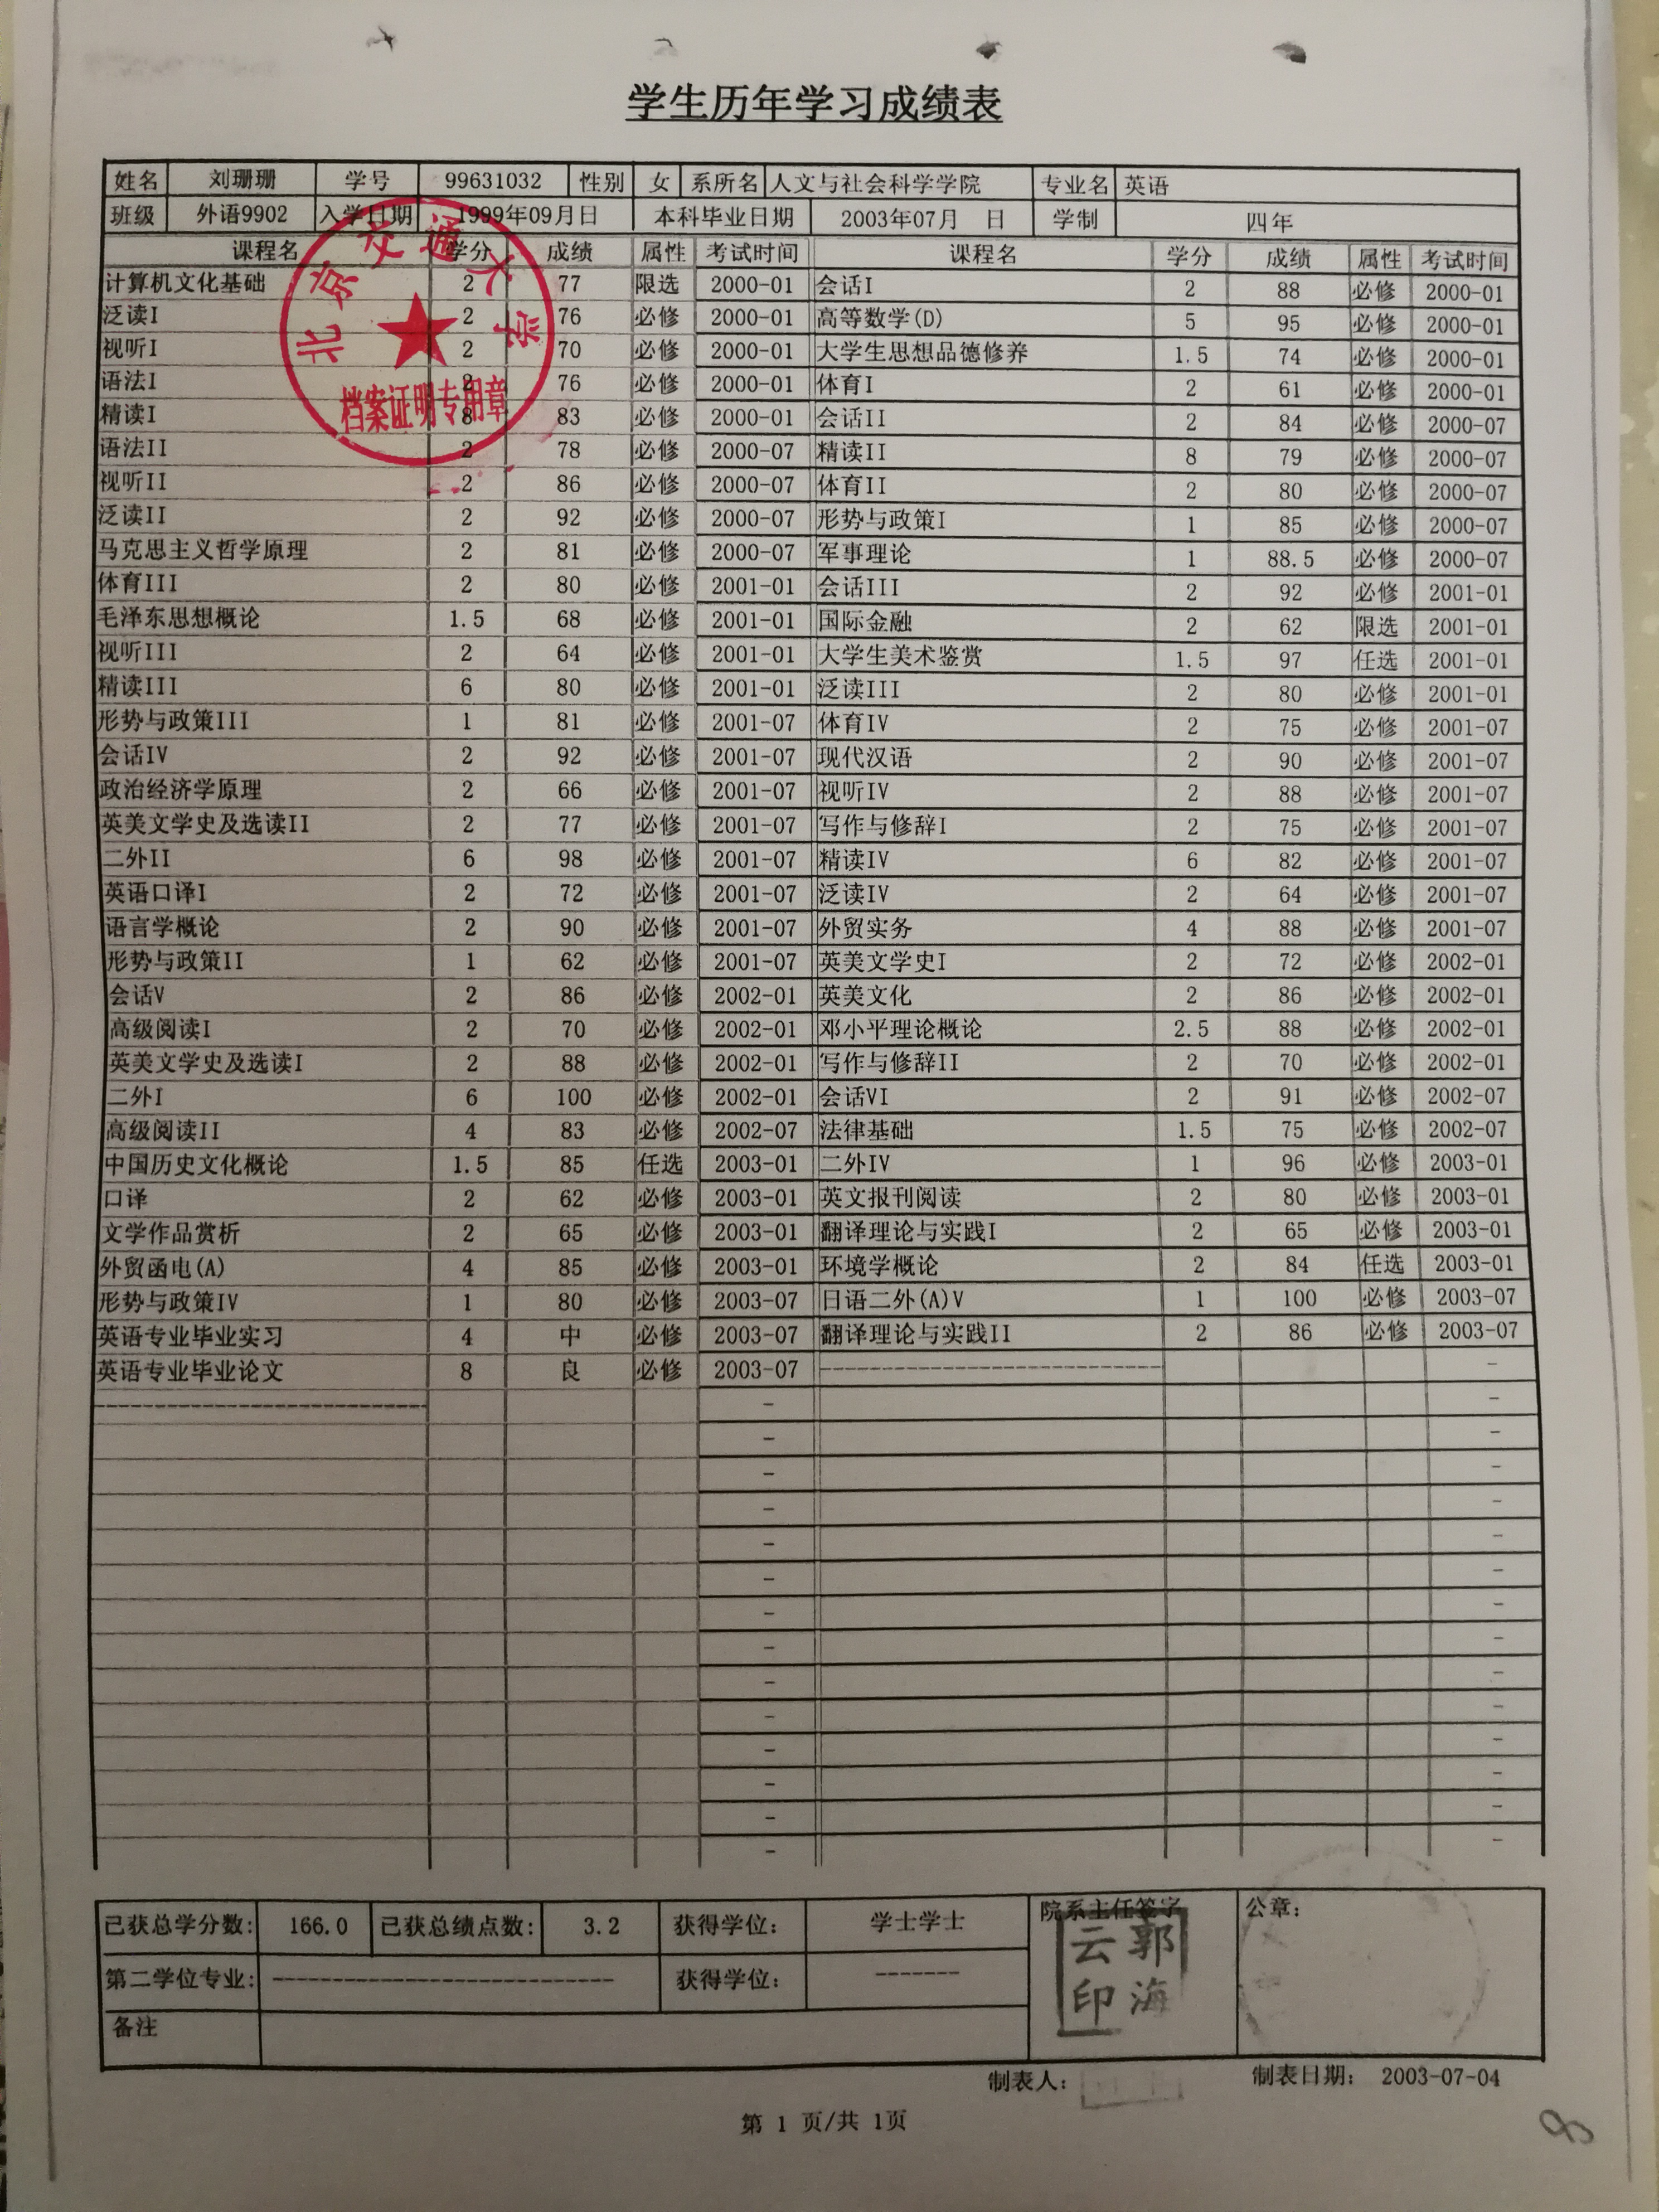 学生历年学习成绩表
姓名 刘珊珊 学号 99631032 性别 女 系所名 人文与社会科学学院 专业名 英语
班级 外语9902 入学日期 1999年09月 日 本科毕业日期 2003年07月 日 学制 四年
课程名 学分 成绩 属性 考试时间 课程名 学分 成绩 属性 考试时间
计算机文化基础 2 77 限选 2000-01 会话I 2 88 必修 2000-01
泛读I 2 76 必修 2000-01 高等数学(D) 5 95 必修 2000-01
视听I 2 70 必修 2000-01 大学生思想品德修养 1.5 74 必修 2000-01
语法I 2 76 必修 2000-01 体育I 2 61 必修 2000-01
精读I 8 83 必修 2000-01 会话II 2 84 必修 2000-07
语法II 2 78 必修 2000-07 精读II 8 79 必修 2000-07
视听II 2 86 必修 2000-07 体育II 2 80 必修 2000-07
泛读II 2 92 必修 2000-07 形势与政策I 1 85 必修 2000-07
马克思主义哲学原理 2 81 必修 2000-07 军事理论 1 88.5 必修 2000-07
体育III 2 80 必修 2001-01 会话III 2 92 必修 2001-01
毛泽东思想概论 1.5 68 必修 2001-01 国际金融 2 62 限选 2001-01
视听III 2 64 必修 2001-01 大学生美术鉴赏 1.5 97 任选 2001-01
精读III 6 80 必修 2001-01 泛读III 2 80 必修 2001-01
形势与政策III 1 81 必修 2001-07 体育IV 2 75 必修 2001-07
会话IV 2 92 必修 2001-07 现代汉语 2 90 必修 2001-07
政治经济学原理 2 66 必修 2001-07 视听IV 2 88 必修 2001-07
英美文学史及选读II 2 77 必修 2001-07 写作与修辞I 2 75 必修 2001-07
二外II 6 98 必修 2001-07 精读IV 6 82 必修 2001-07
英语口译I 2 72 必修 2001-07 泛读IV 2 64 必修 2001-07
语言学概论 2 90 必修 2001-07 外贸实务 4 88 必修 2001-07
形势与政策II 1 62 必修 2001-07 英美文学史I 2 72 必修 2002-01
会话V 2 86 必修 2002-01 英美文化 2 86 必修 2002-01
高级阅读I 2 70 必修 2002-01 邓小平理论概论 2.5 88 必修 2002-01
英美文学史及选读I 2 88 必修 2002-01 写作与修辞II 2 70 必修 2002-01
二外I 6 100 必修 2002-01 会话VI 2 91 必修 2002-07
高级阅读II 4 83 必修 2002-07 法律基础 1.5 75 必修 2002-07
中国历史文化概论 1.5 85 任选 2003-01 二外IV 1 96 必修 2003-01
口译 2 62 必修 2003-01 英文报刊阅读 2 80 必修 2003-01
文学作品赏析 2 65 必修 2003-01 翻译理论与实践I 2 65 必修 2003-01
外贸函电(A) 4 85 必修 2003-01 环境学概论 2 84 任选 2003-01
形势与政策IV 1 80 必修 2003-07 日语二外(A)V 1 100 必修 2003-07
英语专业毕业实习 4 中 必修 2003-07 翻译理论与实践II 2 86 必修 2003-07
英语专业毕业论文 8 良 必修 2003-07
北京交通大学
档案证明专用章
已获总学分数: 166.0 已获总绩点数: 3.2 获得学位: 学士学士 院系主任签字 公章:
第二学位专业: 获得学位:
备注
郭海云印
制表人: 制表日期: 2003-07-04
第 1 页/共 1页
8